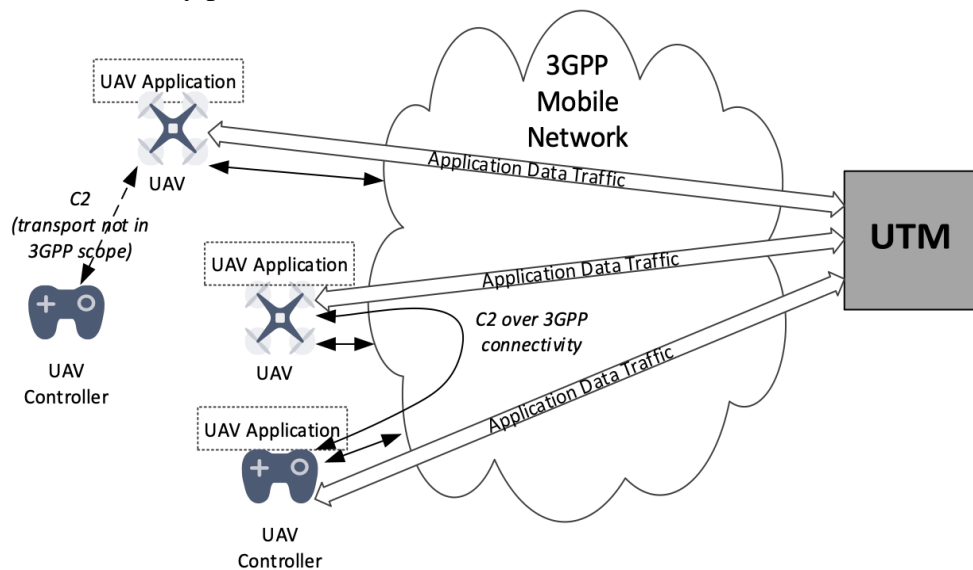 3GPP
Mobile
Network
UAV Application
UAV
Application Data Traffic
C2
(transport not in
3GPP scope)
UAV
Controller
UTM
UAV Application
UAV
Application Data Traffic
C2 over 3GPP
connectivity
UAV Application
UAV
Controller
Application Data Traffic